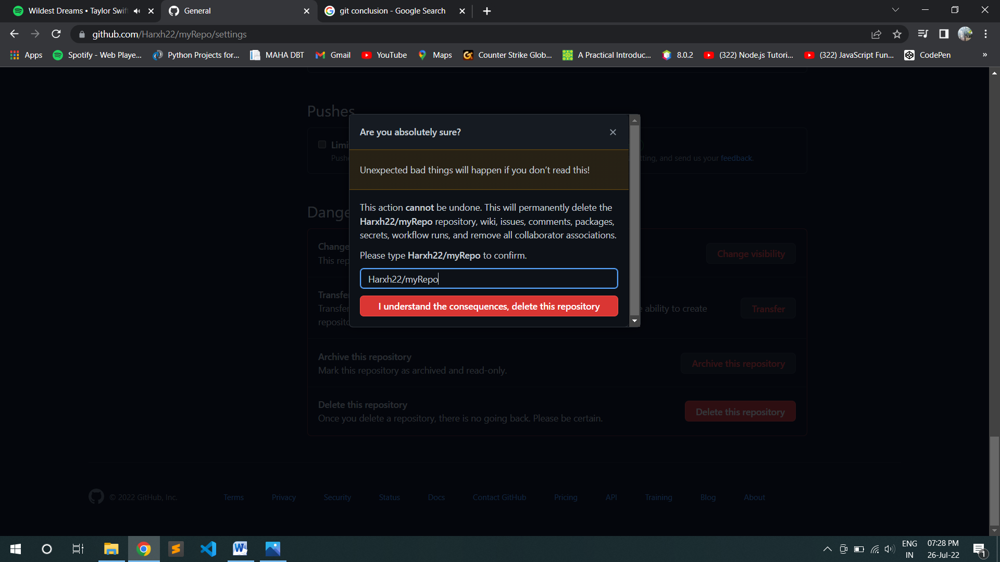 Wildest Dreams • Taylor Swif
General
git conclusion - Google Search
github.com/Harxh22/myRepo/settings
Apps
Spotify - Web Playe...
Python Projects for...
MAHA DBT
Gmail
YouTube
Maps
Counter Strike Glob...
A Practical Introduc...
8.0.2
(322) Node.js Tutori...
(322) JavaScript Fun...
CodePen
»
Pushes
Limi
Pushe
tting, and send us your feedback.
Are you absolutely sure?
Unexpected bad things will happen if you don’t read this!
This action cannot be undone. This will permanently delete the
Harxh22/myRepo repository, wiki, issues, comments, packages,
secrets, workflow runs, and remove all collaborator associations.
Please type Harxh22/myRepo to confirm.
Harxh22/myRepo
I understand the consequences, delete this repository
Dange
Change
This rep
Change visibility
Transfe
Transfer
reposito
e ability to create
Transfer
Archive this repository
Mark this repository as archived and read-only.
Archive this repository
Delete this repository
Once you delete a repository, there is no going back. Please be certain.
Delete this repository
© 2022 GitHub, Inc.
Terms
Privacy
Security
Status
Docs
Contact GitHub
Pricing
API
Training
Blog
About
ENG
IN
07:28 PM
26-Jul-22
1